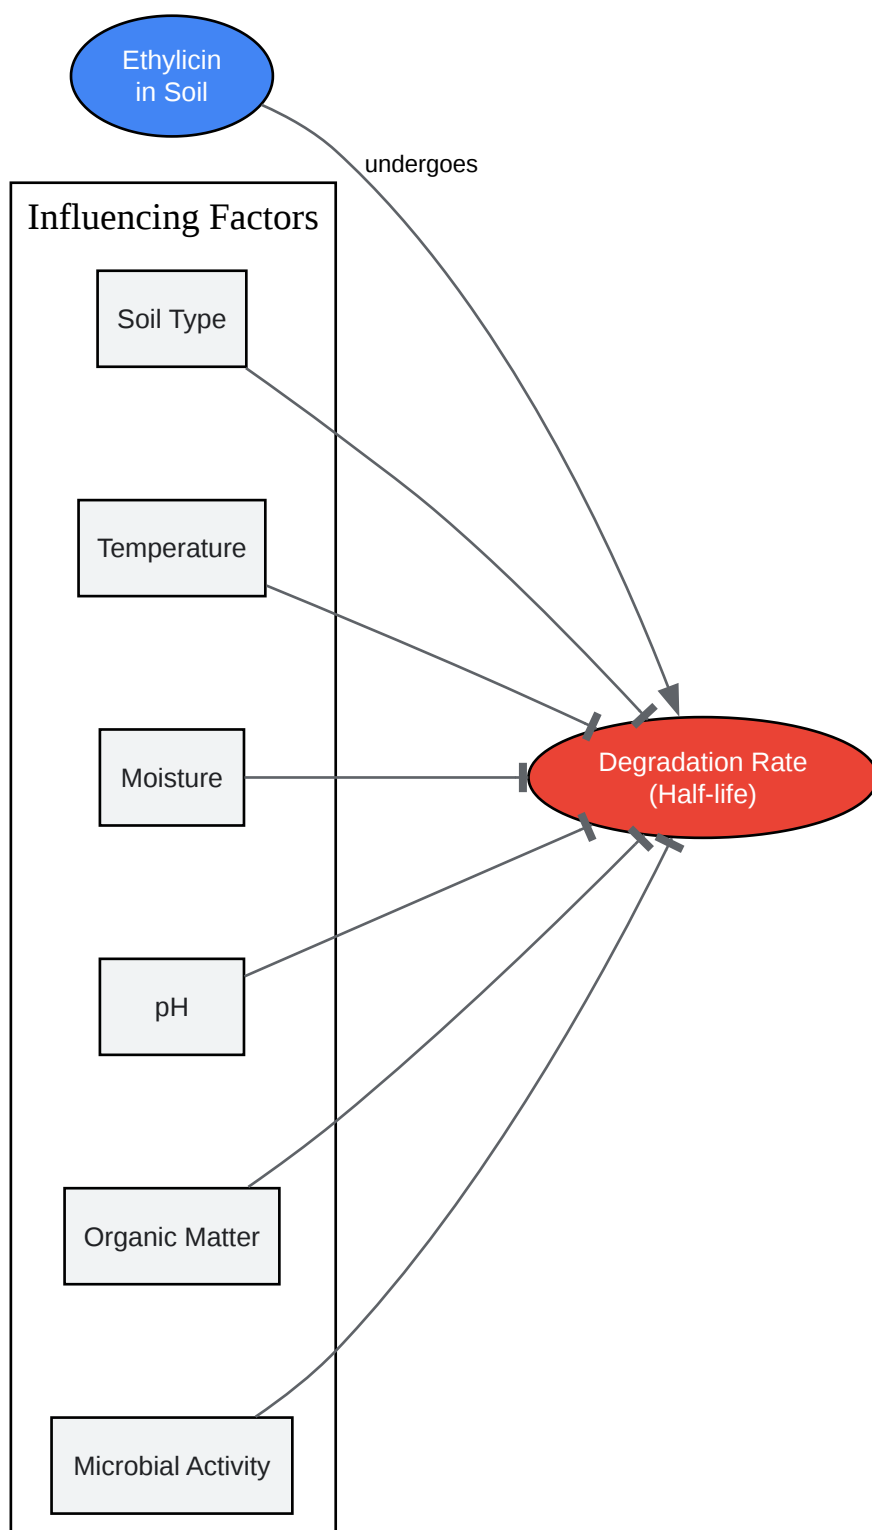 Ethylicin
in Soil
undergoes
Influencing Factors
Soil Type
Temperature
Moisture
Degradation Rate
(Half-life)
pH
Organic Matter
Microbial Activity